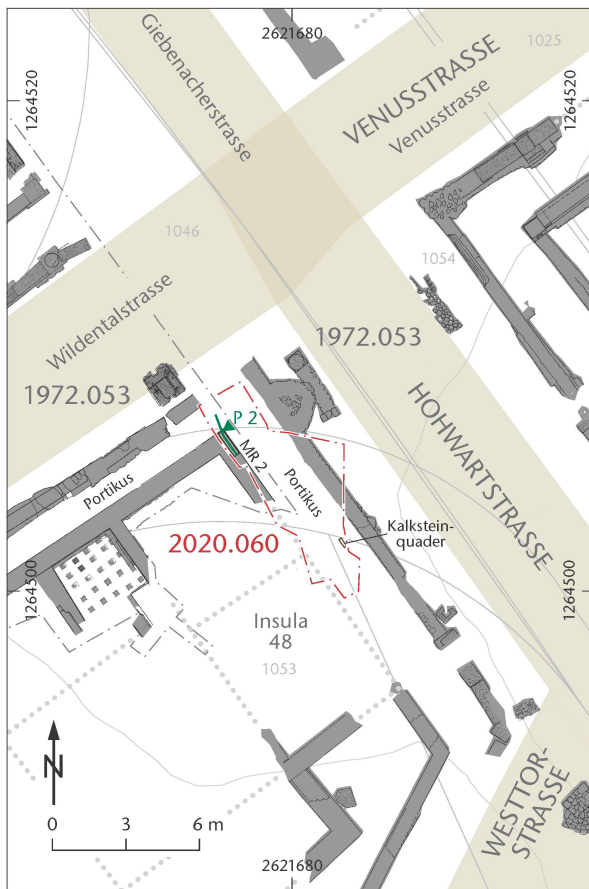 2621680
1025
Giebenacherstrasse
VENUSSTRASSE
Venusstrasse
1264520
1264520
1046
1054
Wildentalstrasse
1972.053
1972.053
P 2
MR 2
HOHWARTSTRASSE
Portikus
Portikus
Kalkstein-
quader
2020.060
1264500
1264500
Insula
48
1053
N
WESTTOR-
STRASSE
0 3 6 m
2621680